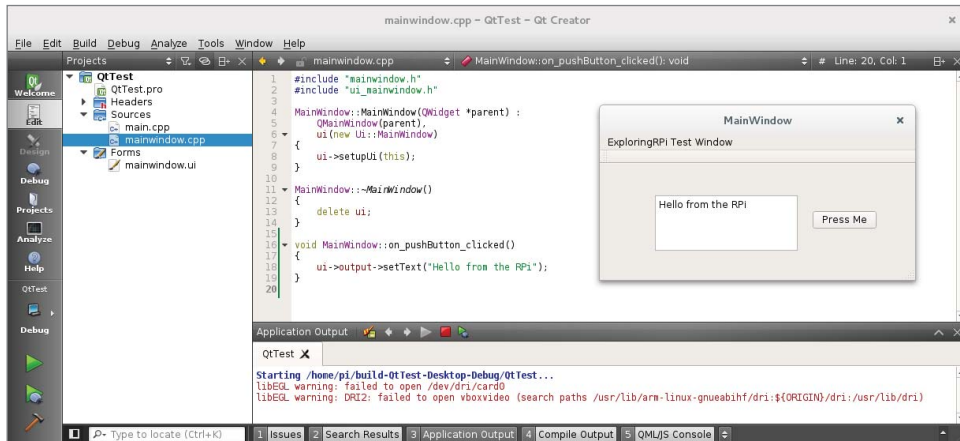 mainwindow.cpp - QtTest - Qt Creator
File Edit Build Debug Analyze Tools Window Help
Projects
mainwindow.cpp
MainWindow::on_pushButton_clicked(): void
# Line: 20, Col: 1
Welcome
Edit
Design
Debug
Projects
Analyze
Help
QtTest
Debug
QtTest
QtTest.pro
Headers
Sources
main.cpp
mainwindow.cpp
Forms
mainwindow.ui
1 #include "mainwindow.h"
2 #include "ui_mainwindow.h"
3
4 MainWindow::MainWindow(QWidget *parent) :
5 QMainWindow(parent),
6 ui(new Ui::MainWindow)
7 {
8 ui->setupUi(this);
9 }
10
11 MainWindow::~MainWindow()
12 {
13 delete ui;
14 }
15
16 void MainWindow::on_pushButton_clicked()
17 {
18 ui->output->setText("Hello from the RPi");
19 }
20
MainWindow
ExploringRPi Test Window
Hello from the RPi
Press Me
Application Output
QtTest
Starting /home/pi/build-QtTest-Desktop-Debug/QtTest...
libEGL warning: failed to open /dev/dri/card0
libEGL warning: DRI2: failed to open vboxvideo (search paths /usr/lib/arm-linux-gnueabihf/dri:${ORIGIN}/dri:/usr/lib/dri)
Type to locate (Ctrl+K)
1 Issues 2 Search Results 3 Application Output 4 Compile Output 5 QML/JS Console